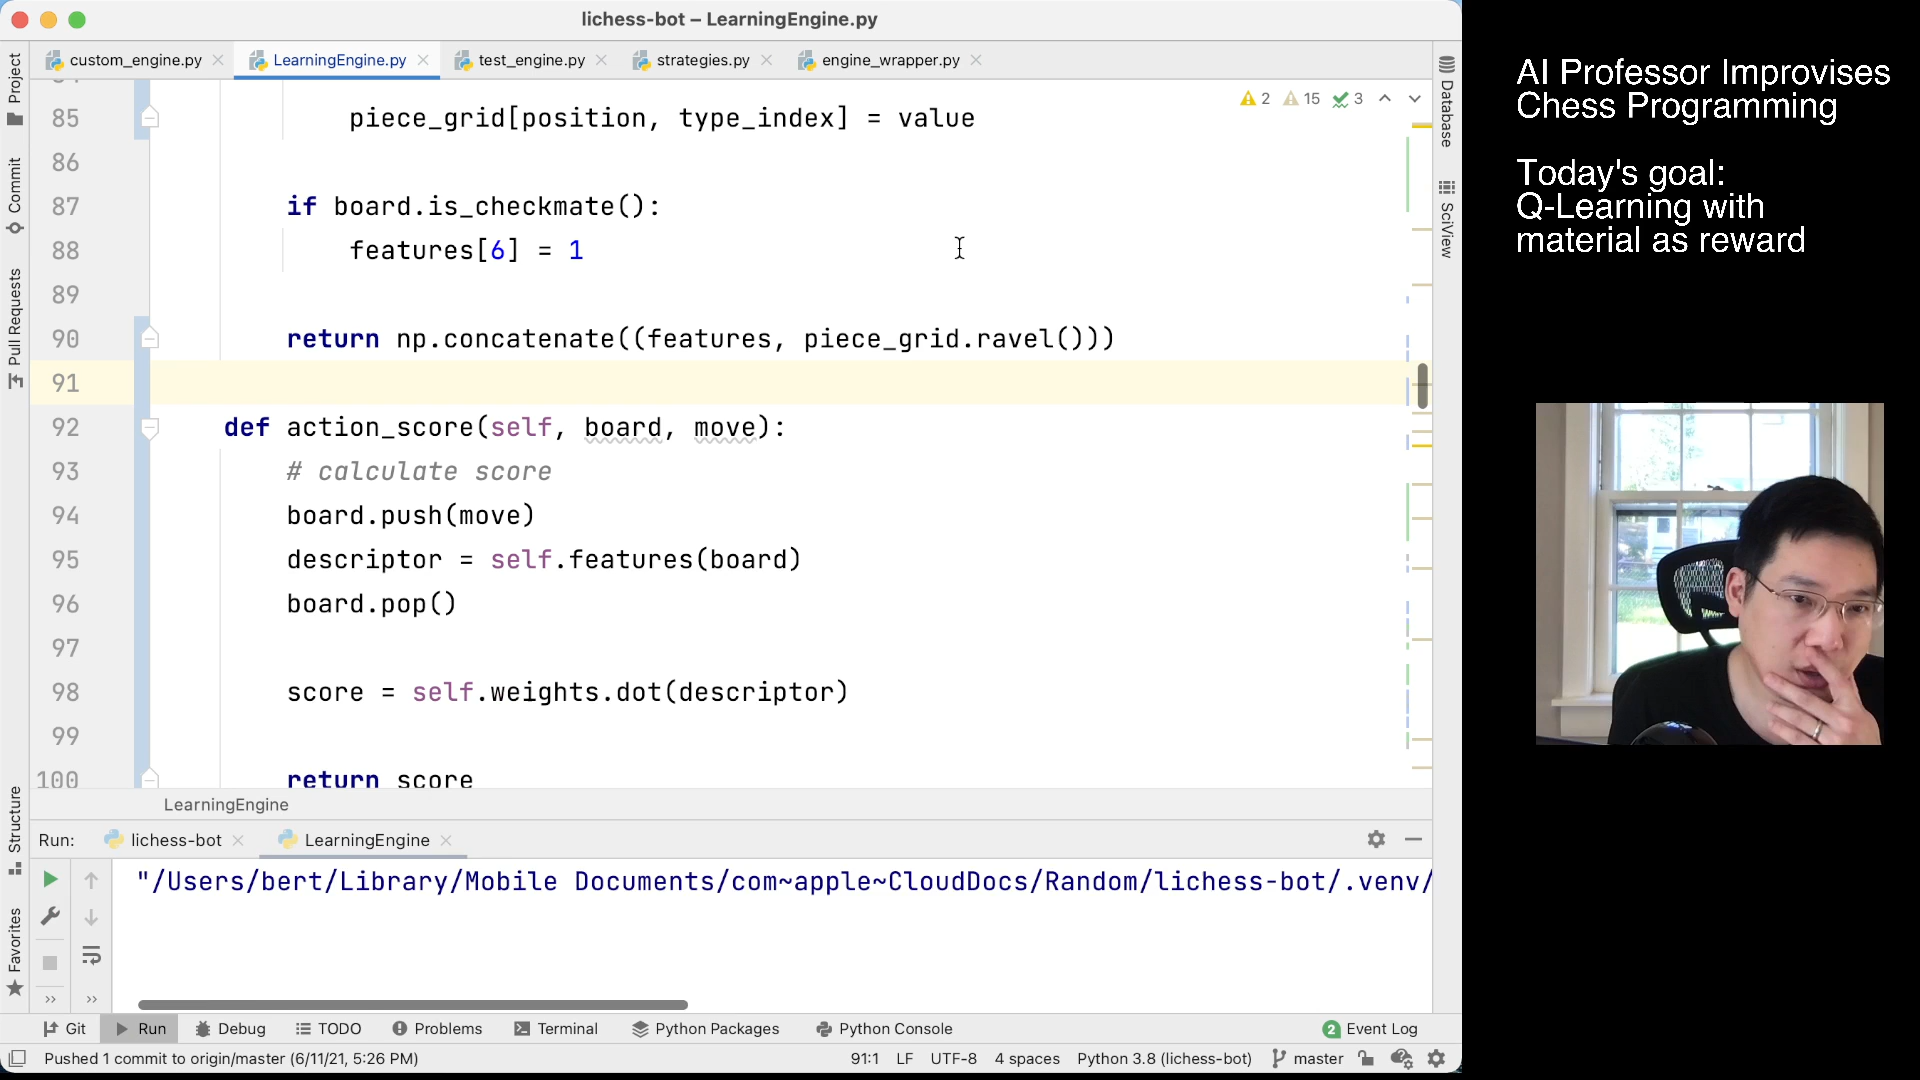 lichess-bot – LearningEngine.py
custom_engine.py
LearningEngine.py
test_engine.py
strategies.py
engine_wrapper.py
Project
Commit
Pull Requests
Structure
Favorites
Database
SciView
2 15 3
85 piece_grid[position, type_index] = value
86
87 if board.is_checkmate():
88 features[6] = 1
89
90 return np.concatenate((features, piece_grid.ravel()))
91
92 def action_score(self, board, move):
93 # calculate score
94 board.push(move)
95 descriptor = self.features(board)
96 board.pop()
97
98 score = self.weights.dot(descriptor)
99
100 return score
LearningEngine
Run: lichess-bot LearningEngine
"/Users/bert/Library/Mobile Documents/com~apple~CloudDocs/Random/lichess-bot/.venv/
Git Run Debug TODO Problems Terminal Python Packages Python Console 2 Event Log
Pushed 1 commit to origin/master (6/11/21, 5:26 PM) 91:1 LF UTF-8 4 spaces Python 3.8 (lichess-bot) master
AI Professor Improvises
Chess Programming
Today's goal:
Q-Learning with
material as reward